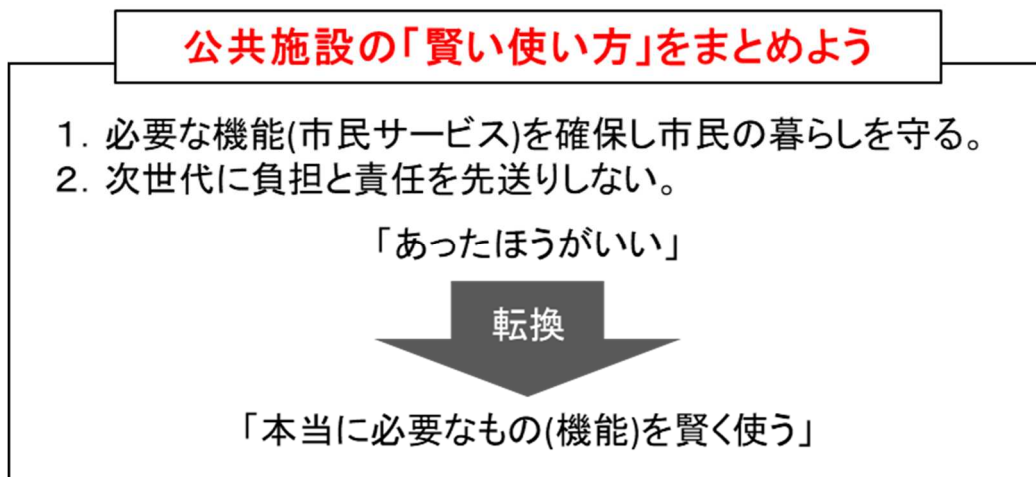 公共施設の「賢い使い方」をまとめよう
1. 必要な機能(市民サービス)を確保し市民の暮らしを守る。
2. 次世代に負担と責任を先送りしない。
「あったほうがいい」
転換
「本当に必要なもの(機能)を賢く使う」